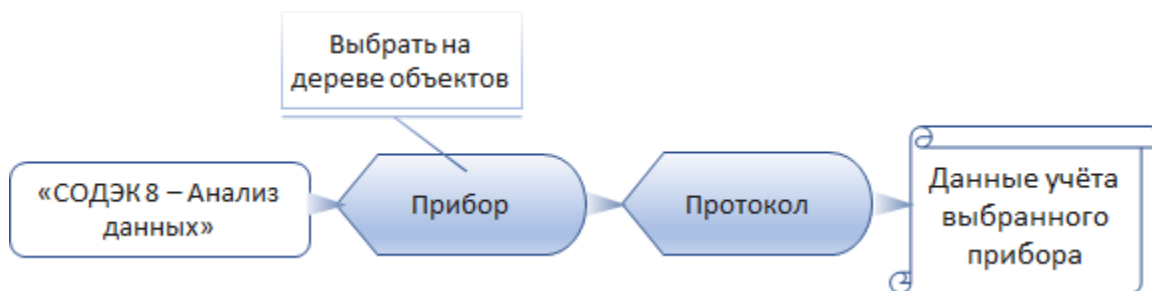 Выбрать на
дереве объектов
«СОДЭК 8 – Анализ
данных»
Прибор
Протокол
Данные учёта
выбранного
прибора